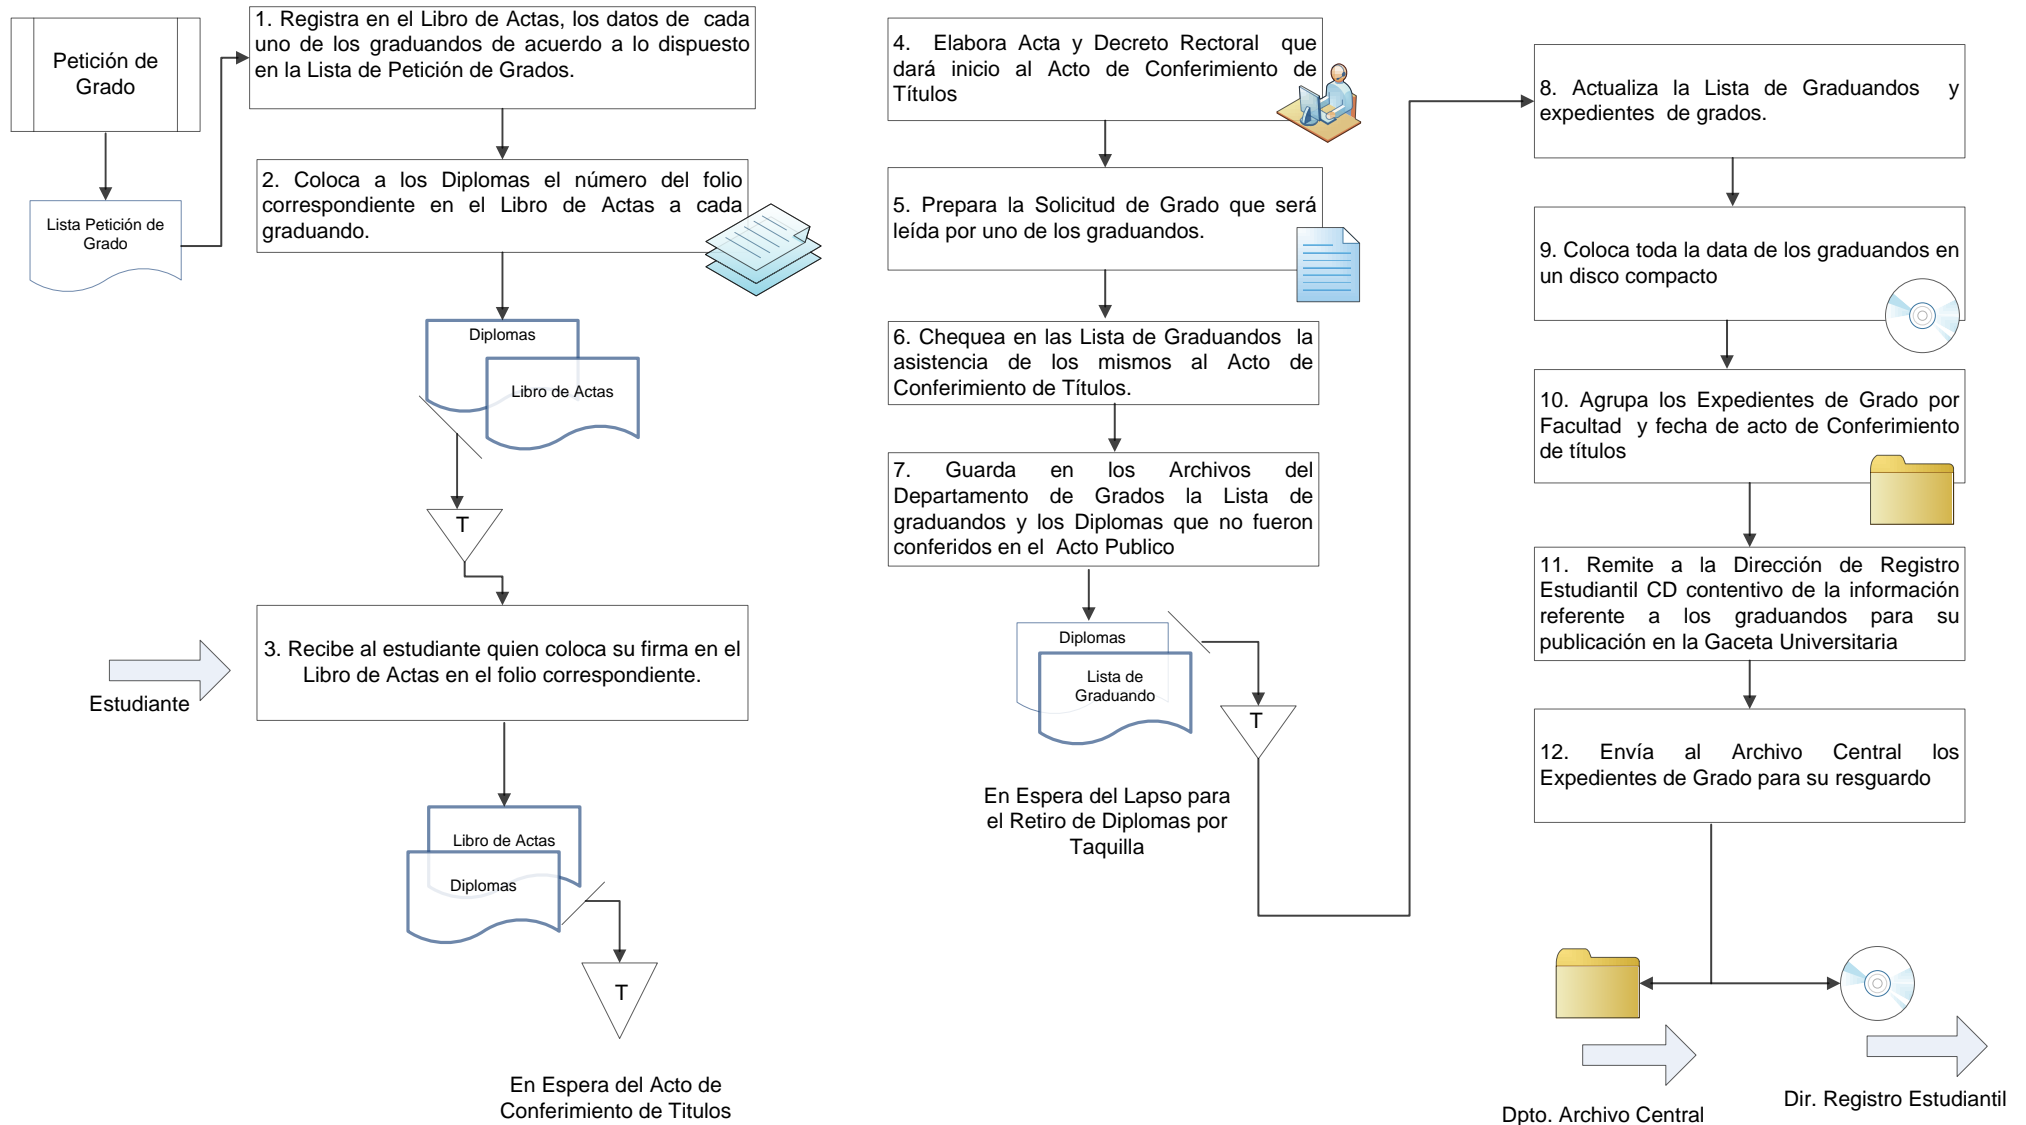 Petición de
Grado
Lista Petición de
Grado
1. Registra en el Libro de Actas, los datos de cada
uno de los graduandos de acuerdo a lo dispuesto
en la Lista de Petición de Grados.
2. Coloca a los Diplomas el número del folio
correspondiente en el Libro de Actas a cada
graduando.
Diplomas
Libro de Actas
T
Estudiante
3. Recibe al estudiante quien coloca su firma en el
Libro de Actas en el folio correspondiente.
Libro de Actas
Diplomas
T
En Espera del Acto de
Conferimiento de Titulos
4. Elabora Acta y Decreto Rectoral que
dará inicio al Acto de Conferimiento de
Títulos
5. Prepara la Solicitud de Grado que será
leída por uno de los graduandos.
6. Chequea en las Lista de Graduandos la
asistencia de los mismos al Acto de
Conferimiento de Títulos.
7. Guarda en los Archivos del
Departamento de Grados la Lista de
graduandos y los Diplomas que no fueron
conferidos en el Acto Publico
Diplomas
Lista de
Graduando
T
En Espera del Lapso para
el Retiro de Diplomas por
Taquilla
8. Actualiza la Lista de Graduandos y
expedientes de grados.
9. Coloca toda la data de los graduandos en
un disco compacto
10. Agrupa los Expedientes de Grado por
Facultad y fecha de acto de Conferimiento
de títulos
11. Remite a la Dirección de Registro
Estudiantil CD contentivo de la información
referente a los graduandos para su
publicación en la Gaceta Universitaria
12. Envía al Archivo Central los
Expedientes de Grado para su resguardo
Dpto. Archivo Central
Dir. Registro Estudiantil